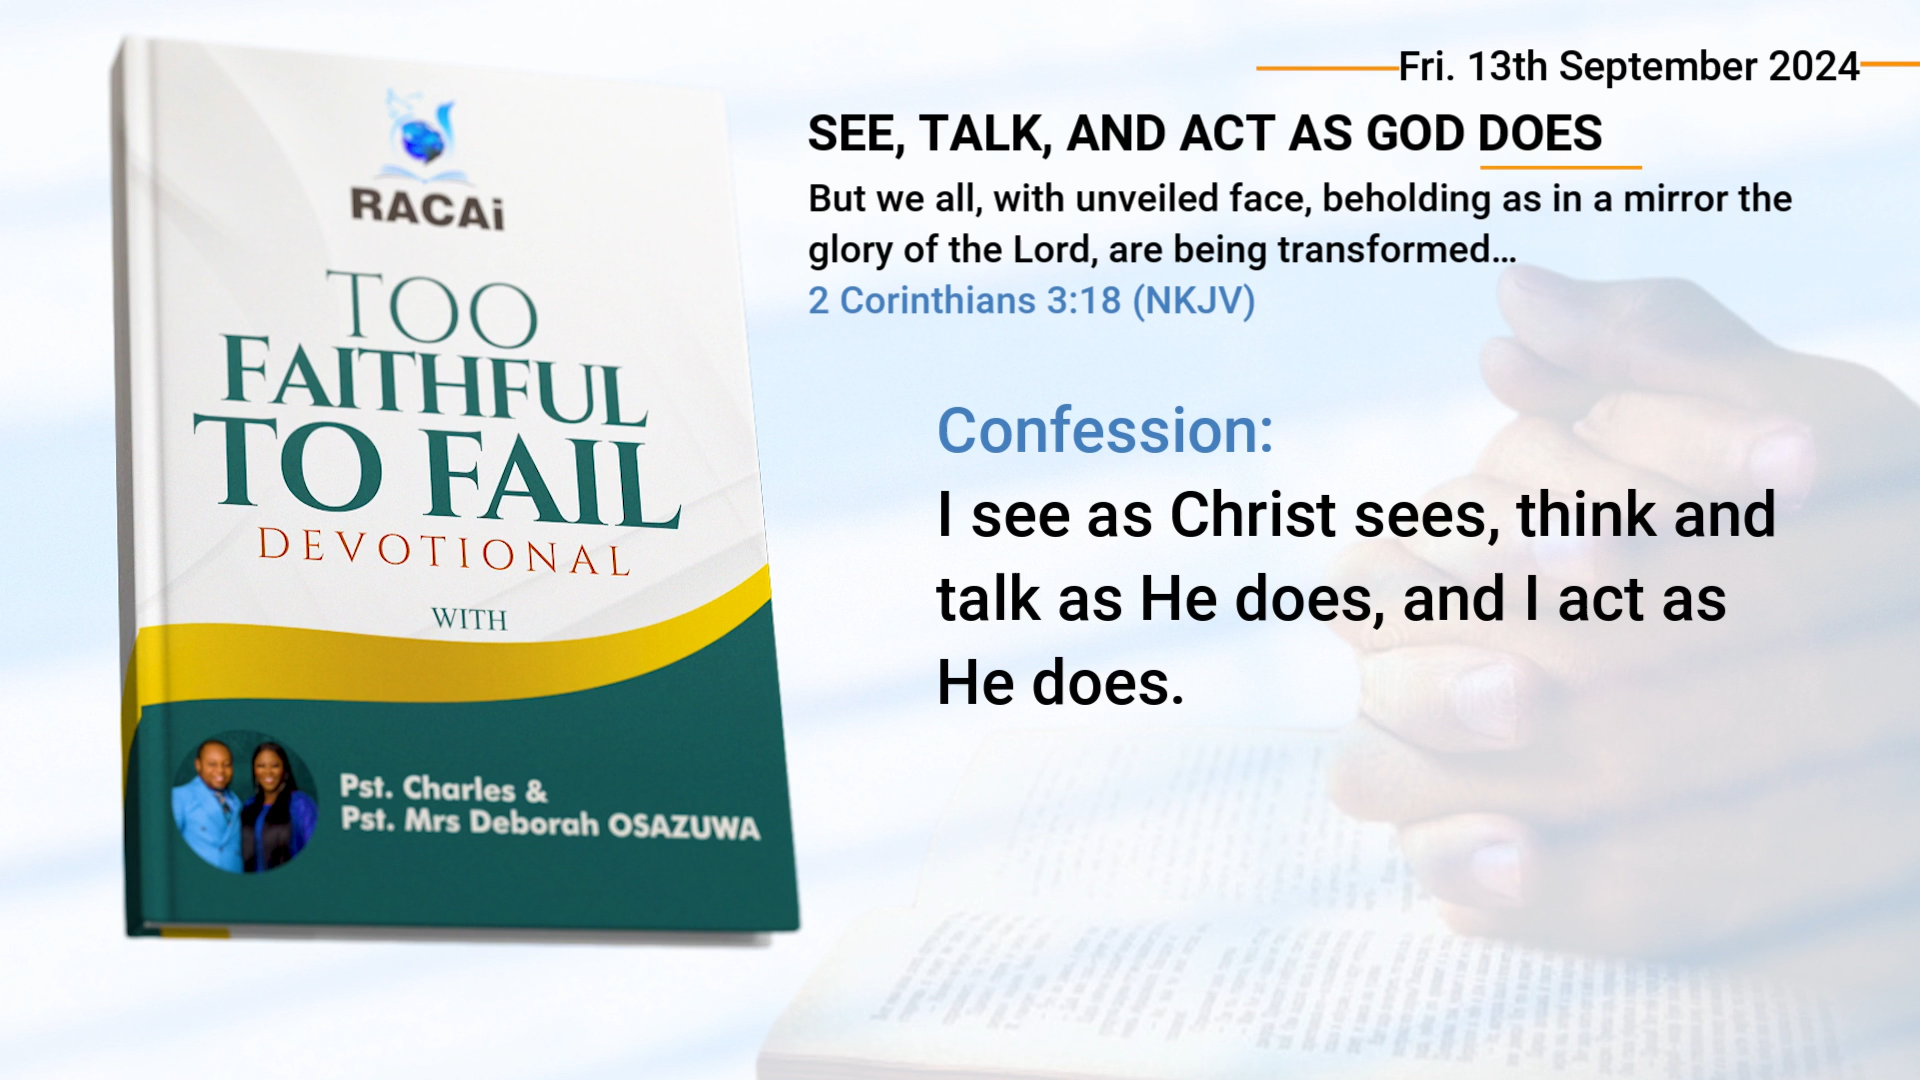 RACAi
TOO
FAITHFUL
TO FAIL
DEVOTIONAL
WITH
Pst. Charles &
Pst. Mrs Deborah OSAZUWA
Fri. 13th September 2024
SEE, TALK, AND ACT AS GOD DOES
But we all, with unveiled face, beholding as in a mirror the
glory of the Lord, are being transformed...
2 Corinthians 3:18 (NKJV)
Confession:
I see as Christ sees, think and
talk as He does, and I act as
He does.